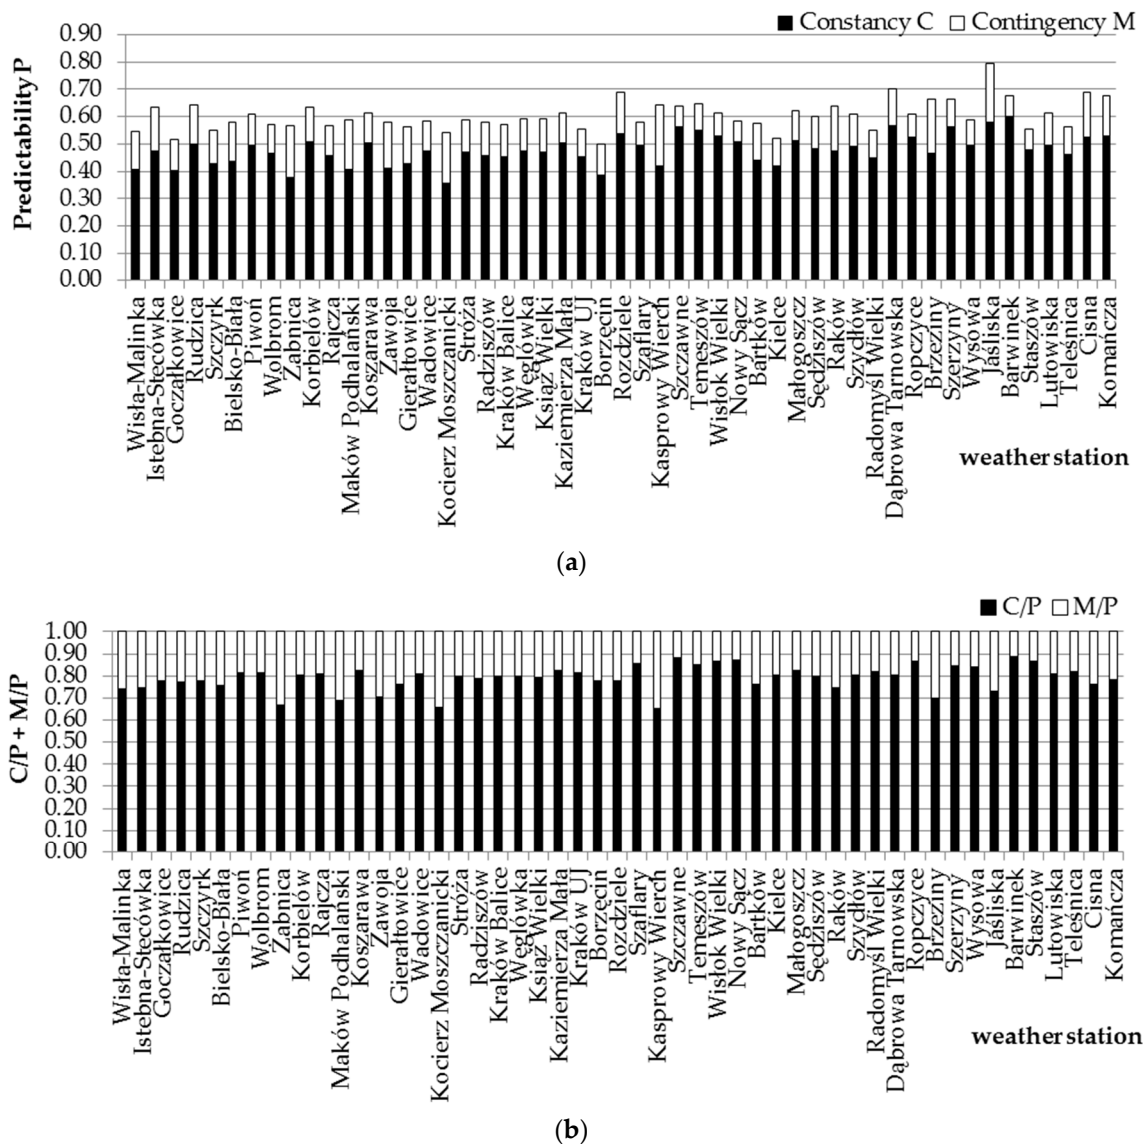 ■ Constancy C □ Contingency M
Predictability P
0.90
0.80
0.70
0.60
0.50
0.40
0.30
0.20
0.10
0.00
Wisła-Malinka
Istebna-Stecówka
Goczałkowice
Rudzica
Szczyrk
Bielsko-Biała
Piwoń
Wolbrom
Żabnica
Korbielów
Rajcza
Maków Podhalański
Koszarawa
Zawoja
Gierałtowice
Wadowice
Kocierz Moszczanicki
Stróża
Radziszów
Kraków Balice
Węglówka
Książ Wielki
Kaziemierza Mała
Kraków UJ
Borzęcin
Rozdziele
Szaflary
Kasprowy Wierch
Szczawne
Temeszów
Wisłok Wielki
Nowy Sącz
Bartków
Kielce
Małogoszcz
Sędziszów
Raków
Szydłów
Radomyśl Wielki
Dąbrowa Tarnowska
Ropczyce
Brzeziny
Szerzyny
Wysowa
Jaśliska
Barwinek
Staszów
Lutowiska
Teleśnica
Cisna
Komańcza
weather station
(a)
■ C/P □ M/P
C/P + M/P
1.00
0.90
0.80
0.70
0.60
0.50
0.40
0.30
0.20
0.10
0.00
Wisła-Malinka
Istebna-Stecówka
Goczałkowice
Rudzica
Szczyrk
Bielsko-Biała
Piwoń
Wolbrom
Żabnica
Korbielów
Rajcza
Maków Podhalański
Koszarawa
Zawoja
Gierałtowice
Wadowice
Kocierz Moszczanicki
Stróża
Radziszów
Kraków Balice
Węglówka
Książ Wielki
Kaziemierza Mała
Kraków UJ
Borzęcin
Rozdziele
Szaflary
Kasprowy Wierch
Szczawne
Temeszów
Wisłok Wielki
Nowy Sącz
Bartków
Kielce
Małogoszcz
Sędziszów
Raków
Szydłów
Radomyśl Wielki
Dąbrowa Tarnowska
Ropczyce
Brzeziny
Szerzyny
Wysowa
Jaśliska
Barwinek
Staszów
Lutowiska
Teleśnica
Cisna
Komańcza
weather station
(b)